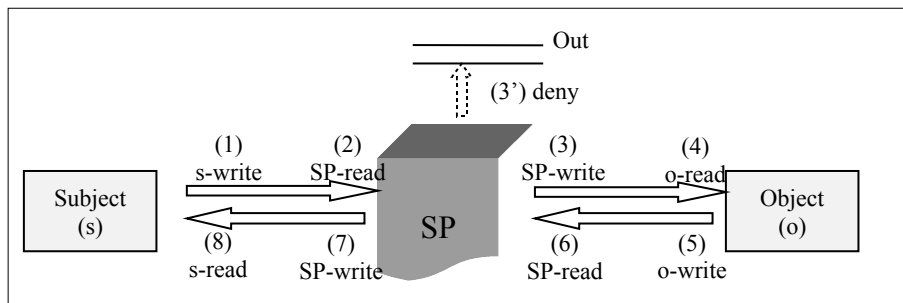 Out
(3’) deny
(1) (2) (3) (4)
s-write SP-read SP-write o-read
Subject
(s)
SP
Object
(o)
(8) (7) (6) (5)
s-read SP-write SP-read o-write